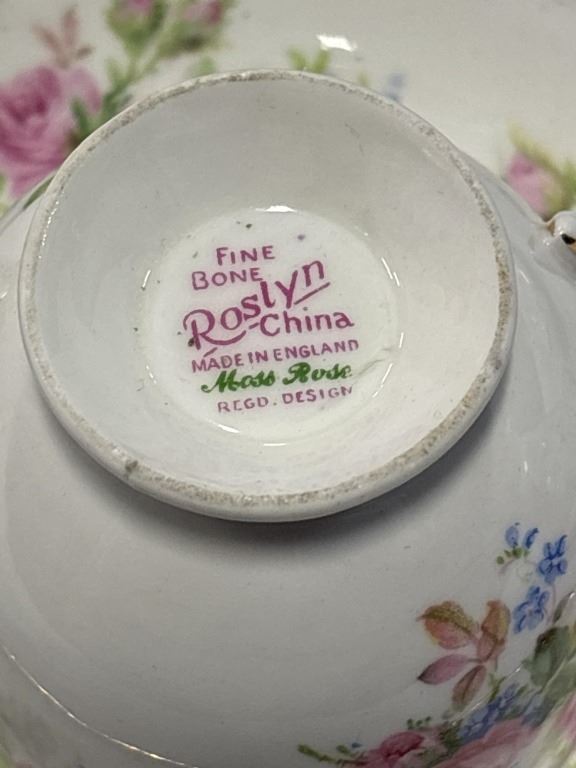 FINE
BONE
Roslyn
China
MADE IN ENGLAND
Moss Rose
REGD. DESIGN